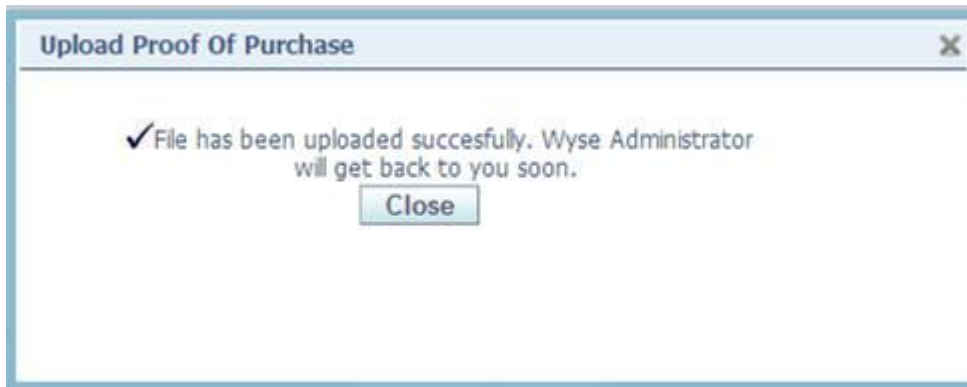 Upload Proof Of Purchase
✓File has been uploaded succesfully. Wyse Administrator
will get back to you soon.
Close